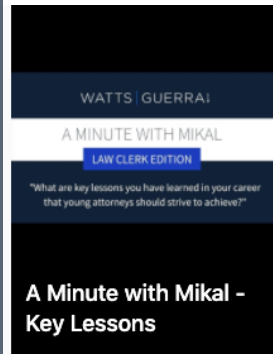 WATTS GUERRA
A MINUTE WITH MIKAL
LAW CLERK EDITION
"What are key lessons you have learned in your career
that young attorneys should strive to achieve?"
A Minute with Mikal -
Key Lessons